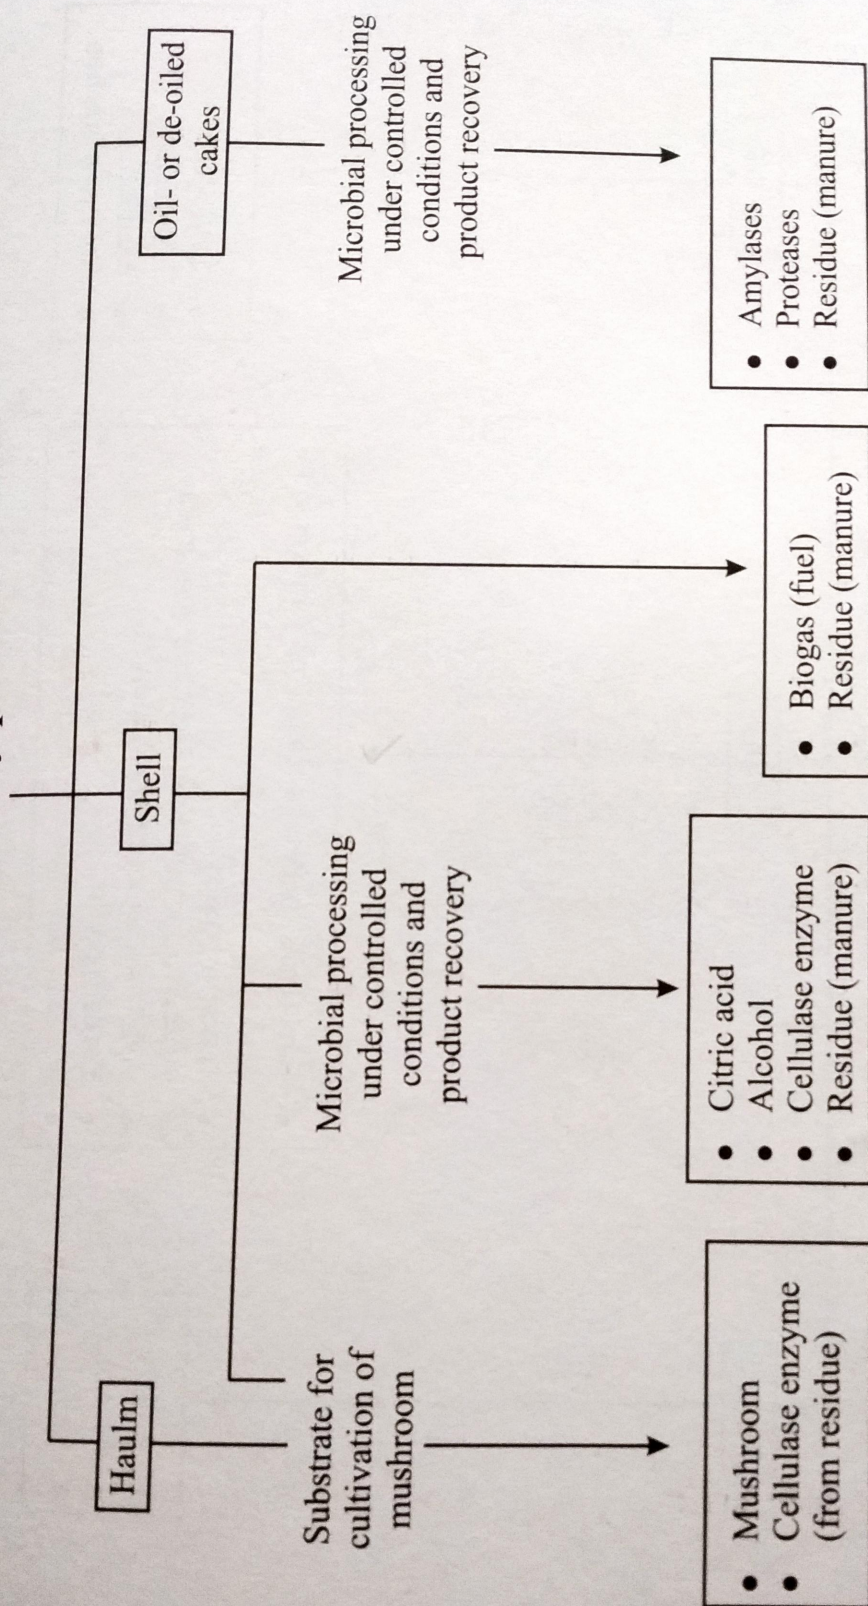 Haulm
Shell
Oil- or de-oiled
cakes
Substrate for
cultivation of
mushroom
Microbial processing
under controlled
conditions and
product recovery
Microbial processing
under controlled
conditions and
product recovery
• Mushroom
• Cellulase enzyme
(from residue)
• Citric acid
• Alcohol
• Cellulase enzyme
• Residue (manure)
• Biogas (fuel)
• Residue (manure)
• Amylases
• Proteases
• Residue (manure)